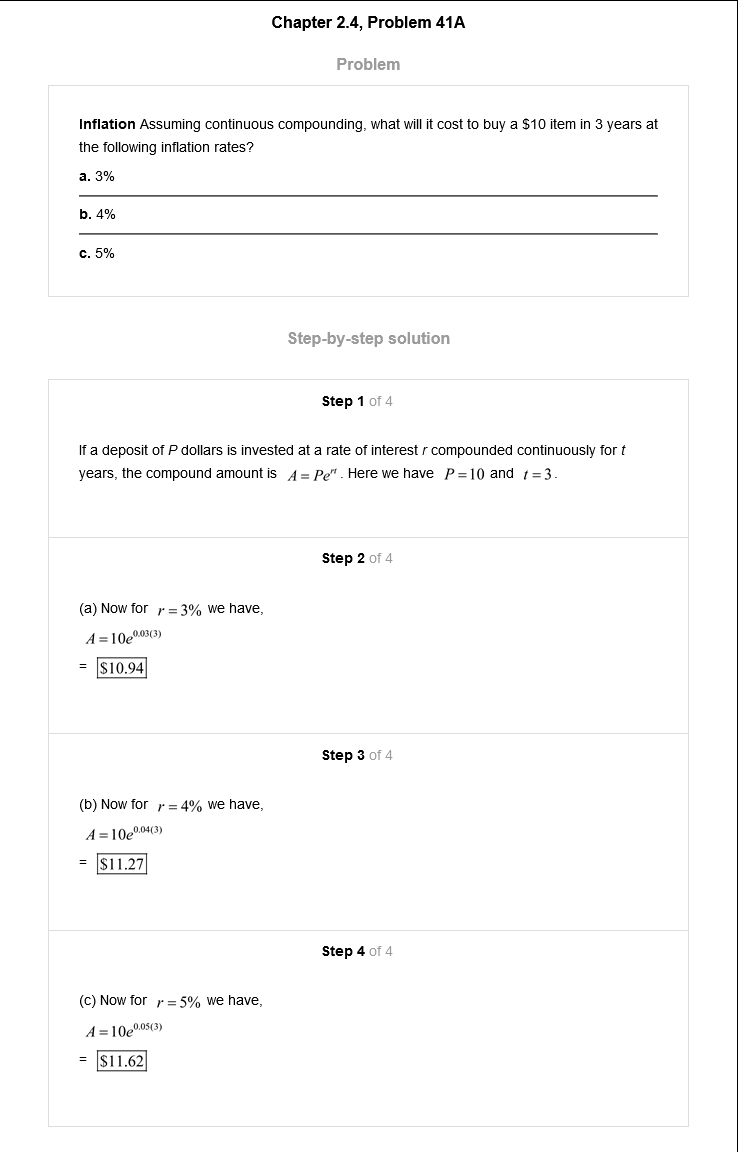 Chapter 2.4, Problem 41A
Problem
Inflation Assuming continuous compounding, what will it cost to buy a $10 item in 3 years at
the following inflation rates?
a. 3%
b. 4%
c. 5%
Step-by-step solution
Step 1 of 4
If a deposit of P dollars is invested at a rate of interest r compounded continuously for t
years, the compound amount is A = Pe^rt . Here we have P = 10 and t = 3.
Step 2 of 4
(a) Now for r = 3% we have,
A = 10e^0.03(3)
= $10.94
Step 3 of 4
(b) Now for r = 4% we have,
A = 10e^0.04(3)
= $11.27
Step 4 of 4
(c) Now for r = 5% we have,
A = 10e^0.05(3)
= $11.62